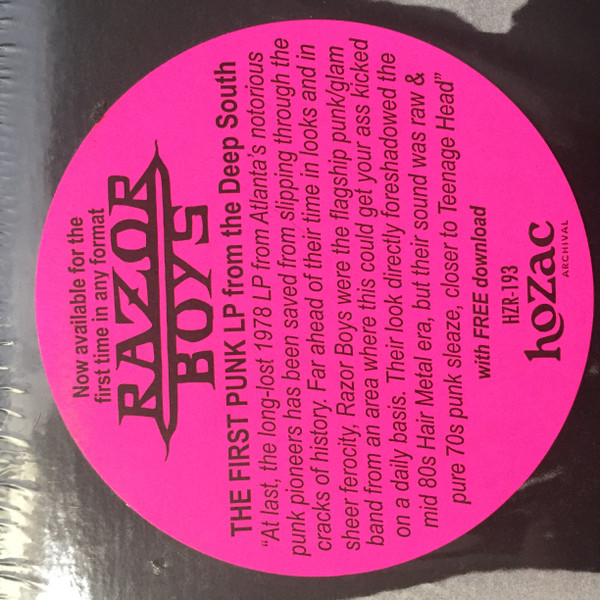 Now available for the
first time in any format
RAZOR
BOYS
THE FIRST PUNK LP from the Deep South
"At last, the long-lost 1978 LP from Atlanta's notorious
punk pioneers has been saved from slipping through the
cracks of history. Far ahead of their time in looks and in
sheer ferocity, Razor Boys were the flagship punk/glam
band from an area where this could get your ass kicked
on a daily basis. Their look directly foreshadowed the
mid 80s Hair Metal era, but their sound was raw &
pure 70s punk sleaze, closer to Teenage Head"
with FREE download
HZR-193
hozac
ARCHIVAL